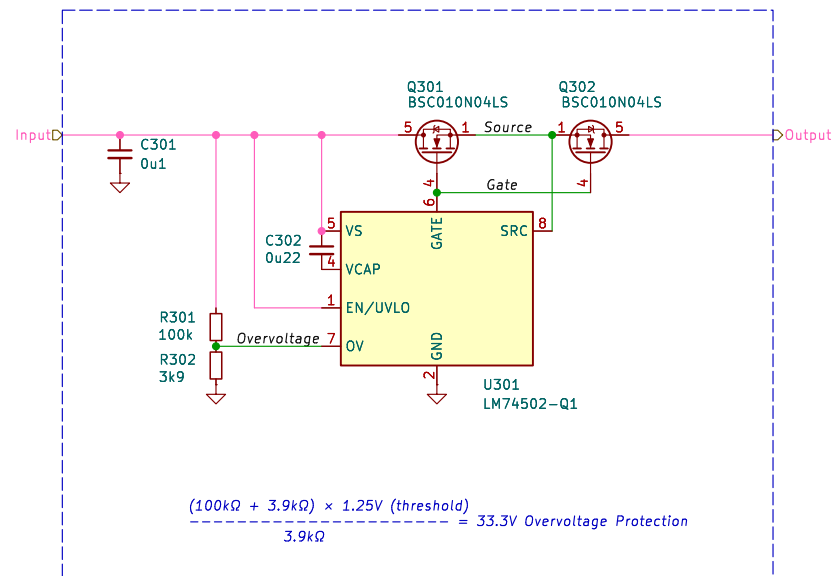 Q301
BSC010N04LS
Q302
BSC010N04LS
Input
5
1
Source
1
5
Output
C301
0u1
4
Gate
4
6
5
VS
GATE
SRC
8
C302
0u22
4
VCAP
1
EN/UVLO
R301
100k
Overvoltage
7
OV
GND
R302
3k9
2
U301
LM74502-Q1
(100kΩ + 3.9kΩ) × 1.25V (threshold)
---------------------------- = 33.3V Overvoltage Protection
3.9kΩ